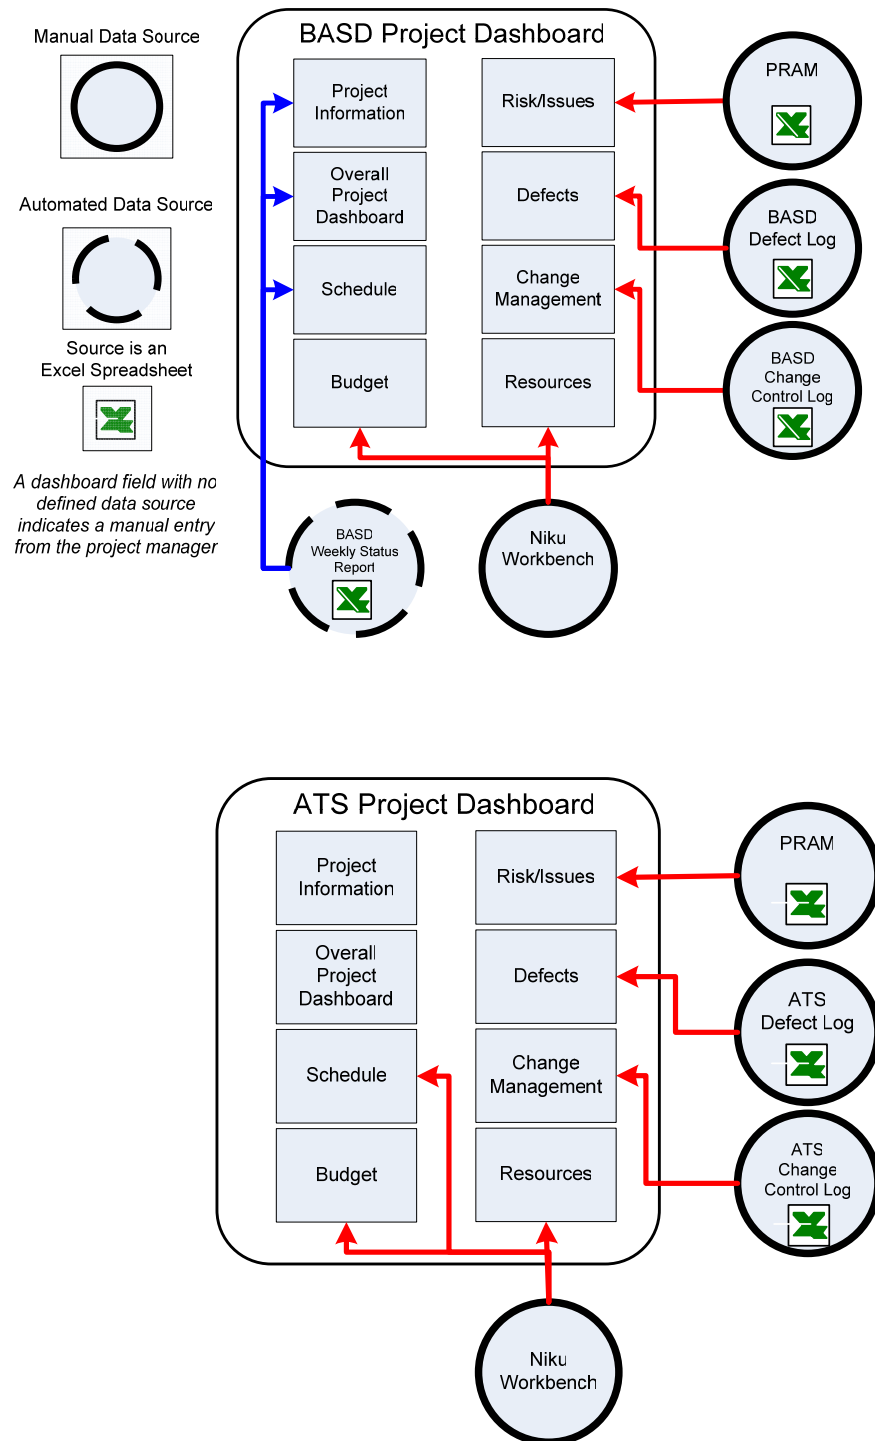 Manual Data Source
Automated Data Source
Source is an
Excel Spreadsheet
A dashboard field with no
defined data source
indicates a manual entry
from the project manager
BASD Project Dashboard
Project
Information
Overall
Project
Dashboard
Schedule
Budget
Risk/Issues
Defects
Change
Management
Resources
PRAM
BASD
Defect Log
BASD
Change
Control Log
BASD
Weekly Status
Report
Niku
Workbench
ATS Project Dashboard
Project
Information
Overall
Project
Dashboard
Schedule
Budget
Risk/Issues
Defects
Change
Management
Resources
PRAM
ATS
Defect Log
ATS
Change
Control Log
Niku
Workbench